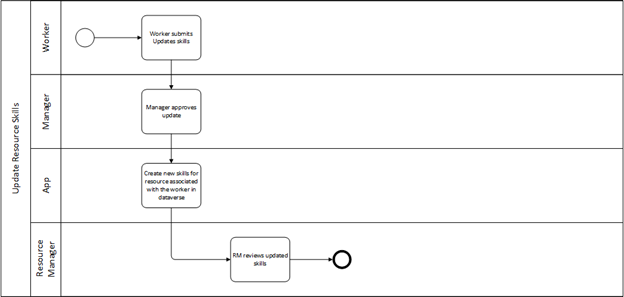 Update Resource Skills
Worker
Worker submits
Updates skills
Manager
Manager approves
update
App
Create new skills for
resource associated
with the worker in
dataverse
Resource
Manager
RM reviews updated
skills